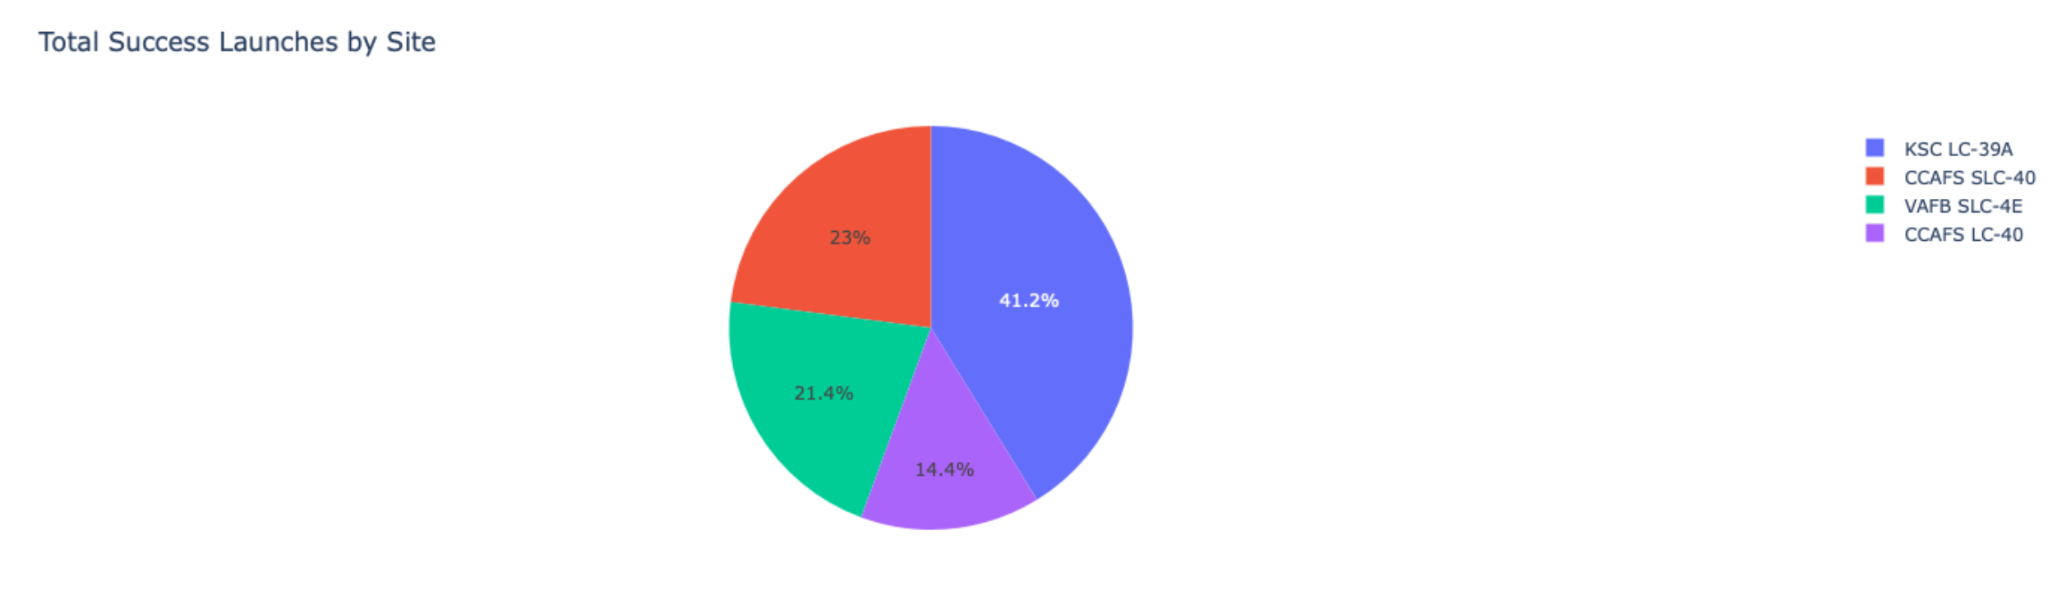 Total Success Launches by Site
KSC LC-39A
CCAFS SLC-40
VAFB SLC-4E
CCAFS LC-40
23%
41.2%
21.4%
14.4%